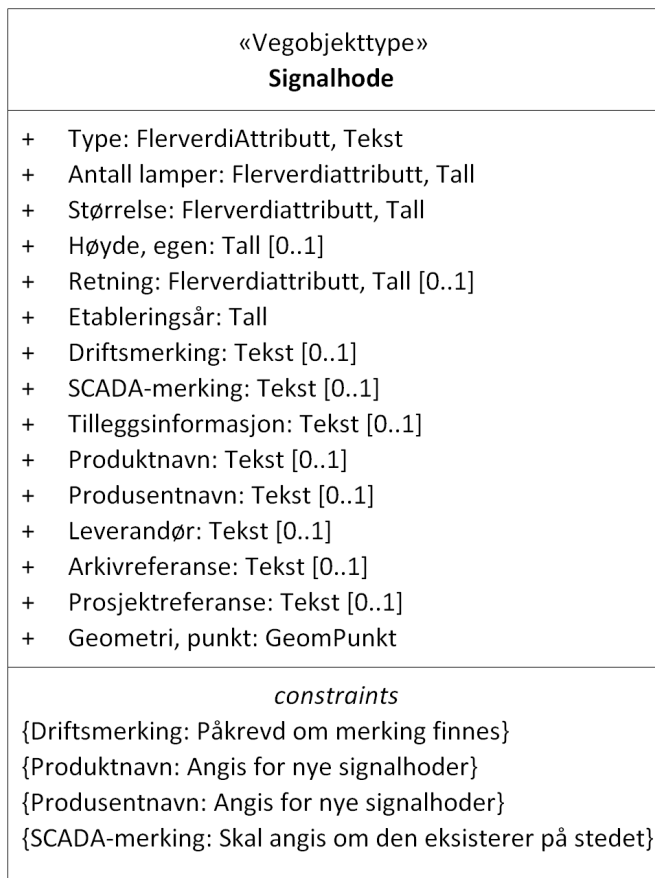 «Vegobjekttype»
Signalhode
+ Type: FlerverdiAttributt, Tekst
+ Antall lamper: Flerverdiattributt, Tall
+ Størrelse: Flerverdiattributt, Tall
+ Høyde, egen: Tall [0..1]
+ Retning: Flerverdiattributt, Tall [0..1]
+ Etableringsår: Tall
+ Driftsmerking: Tekst [0..1]
+ SCADA-merking: Tekst [0..1]
+ Tilleggsinformasjon: Tekst [0..1]
+ Produktnavn: Tekst [0..1]
+ Produsentnavn: Tekst [0..1]
+ Leverandør: Tekst [0..1]
+ Arkivreferanse: Tekst [0..1]
+ Prosjektreferanse: Tekst [0..1]
+ Geometri, punkt: GeomPunkt
constraints
{Driftsmerking: Påkrevd om merking finnes}
{Produktnavn: Angis for nye signalhoder}
{Produsentnavn: Angis for nye signalhoder}
{SCADA-merking: Skal angis om den eksisterer på stedet}